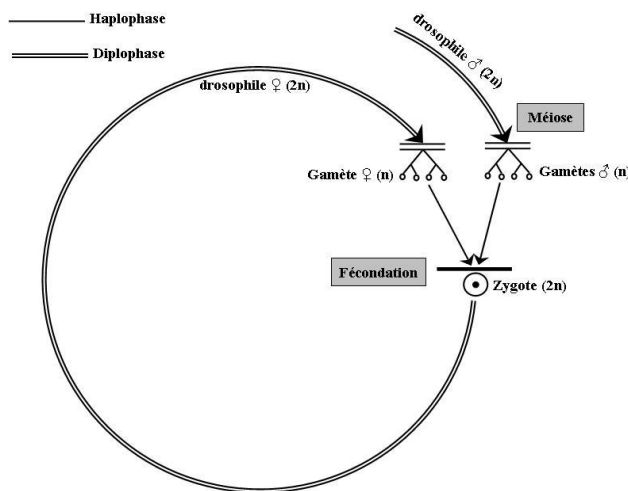 Haplophase
Diplophase
drosophile ♂ (2n)
drosophile ♀ (2n)
Méiose
Gamète ♀ (n)
Gamètes ♂ (n)
Fécondation
Zygote (2n)